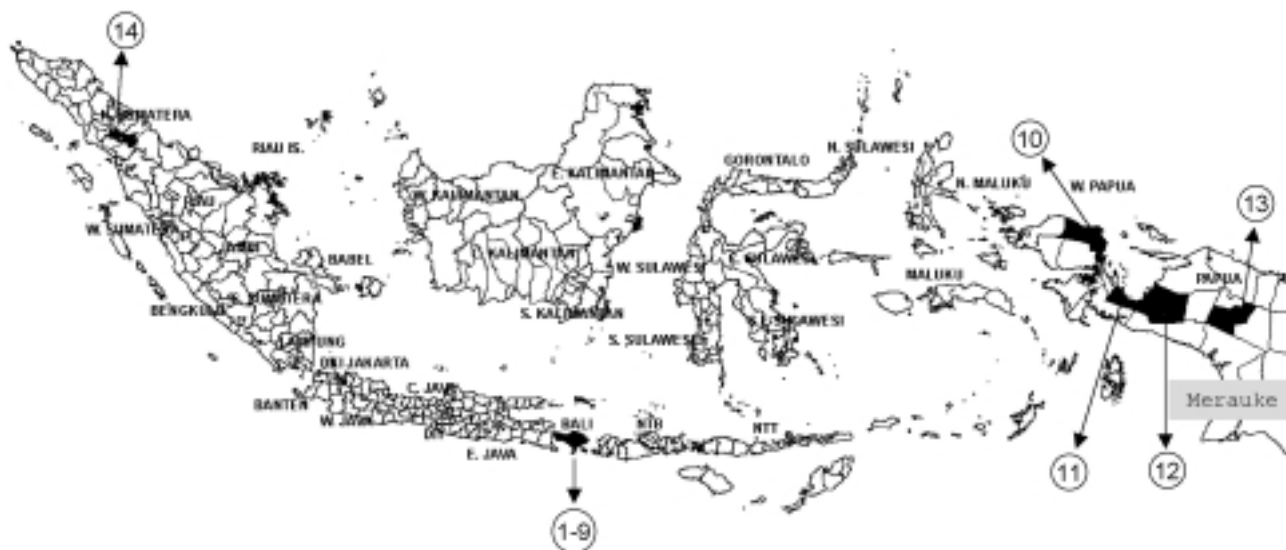 14
N. SUMATERA
RIAU IS.
RIAU
W. SUMATERA
JAMBI
BABEL
BENGKULU
S. SUMATERA
LAMPUNG
DKI JAKARTA
BANTEN
W. JAVA
C. JAVA
DIY
E. JAVA
BALI
1-9
NTB
NTT
W. KALIMANTAN
E. KALIMANTAN
C. KALIMANTAN
S. KALIMANTAN
GORONTALO
N. SULAWESI
W. SULAWESI
C. SULAWESI
S.E. SULAWESI
S. SULAWESI
N. MALUKU
MALUKU
10
W. PAPUA
13
PAPUA
Merauke
11
12